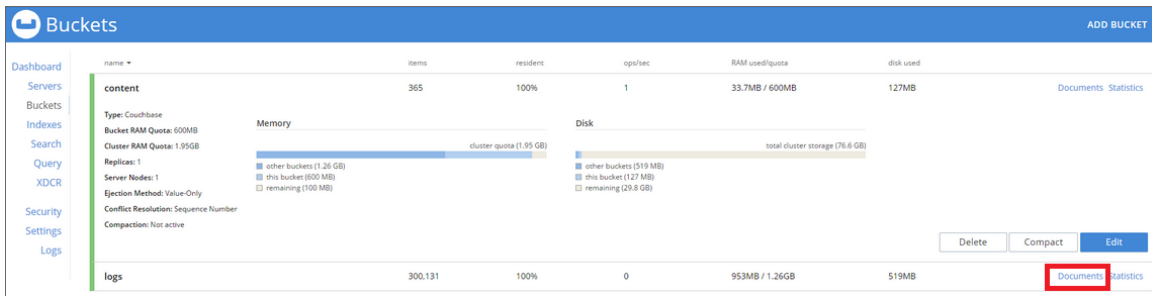 Buckets
ADD BUCKET
Dashboard
Servers
Buckets
Indexes
Search
Query
XDCR
Security
Settings
Logs
name items resident ops/sec RAM used/quota disk used
content 365 100% 1 33.7MB / 600MB 127MB Documents Statistics
Type: Couchbase
Bucket RAM Quota: 600MB
Cluster RAM Quota: 1.95GB
Replicas: 1
Server Nodes: 1
Ejection Method: Value-Only
Conflict Resolution: Sequence Number
Compaction: Not active
Memory
cluster quota (1.95 GB)
other buckets (1.26 GB)
this bucket (600 MB)
remaining (100 MB)
Disk
total cluster storage (76.6 GB)
other buckets (519 MB)
this bucket (127 MB)
remaining (29.8 GB)
Delete Compact Edit
logs 300,131 100% 0 953MB / 1.26GB 519MB Documents Statistics